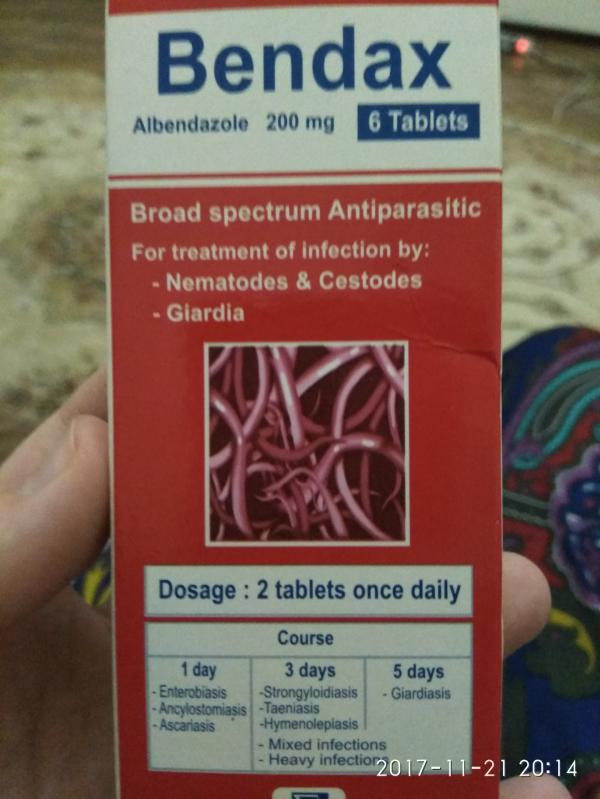 Bendax
Albendazole 200 mg 6 Tablets
Broad spectrum Antiparasitic
For treatment of infection by:
- Nematodes & Cestodes
- Giardia
Dosage : 2 tablets once daily
Course
1 day
- Enterobiasis
- Ancylostomiasis
- Ascariasis
3 days
-Strongyloidiasis
-Taeniasis
-Hymenolepiasis
- Mixed infections
- Heavy infections
5 days
- Giardiasis
2017-11-21 20:14